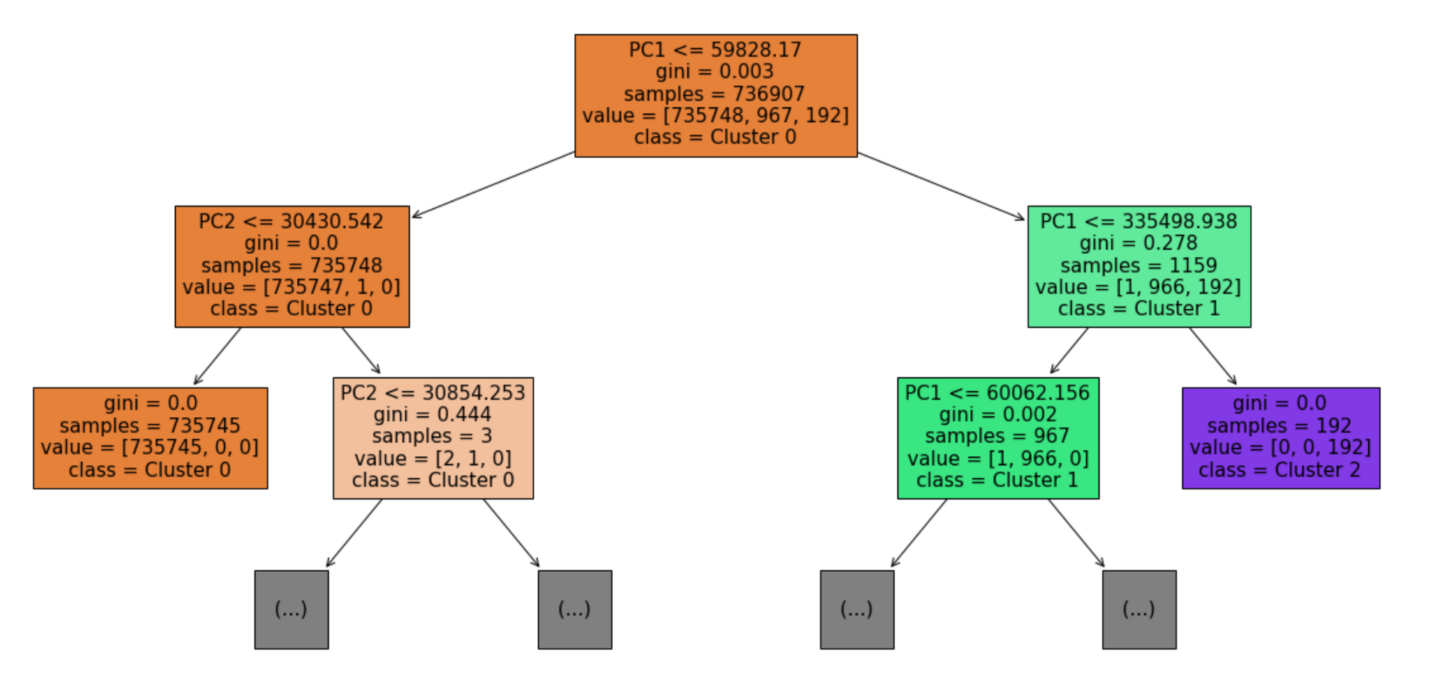 PC1 <= 59828.17
gini = 0.003
samples = 736907
value = [735748, 967, 192]
class = Cluster 0
PC2 <= 30430.542
gini = 0.0
samples = 735748
value = [735747, 1, 0]
class = Cluster 0
PC1 <= 335498.938
gini = 0.278
samples = 1159
value = [1, 966, 192]
class = Cluster 1
gini = 0.0
samples = 735745
value = [735745, 0, 0]
class = Cluster 0
PC2 <= 30854.253
gini = 0.444
samples = 3
value = [2, 1, 0]
class = Cluster 0
PC1 <= 60062.156
gini = 0.002
samples = 967
value = [1, 966, 0]
class = Cluster 1
gini = 0.0
samples = 192
value = [0, 0, 192]
class = Cluster 2
(...)
(...)
(...)
(...)